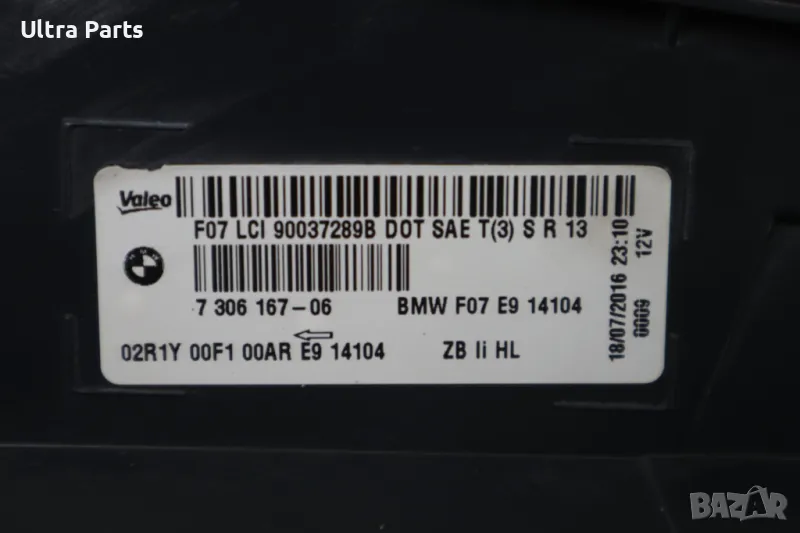 Ultra Parts
Valeo
F07 LCI 90037289B DOT SAE T(3) S R 13
7 306 167-06
BMW F07 E9 14104
02R1Y 00F1 00AR E9 14104
ZB li HL
18/07/2016 23:10
0009 12V
BAZAR